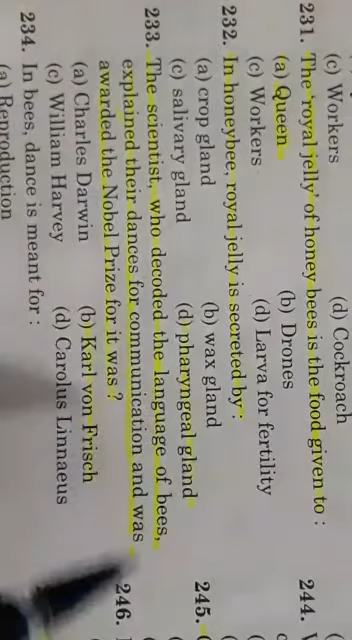 (c) Workers (d) Cockroach
231. The 'royal jelly' of honey bees is the food given to :
(a) Queen (b) Drones
(c) Workers (d) Larva for fertility
232. In honeybee, royal jelly is secreted by :
(a) crop gland (b) wax gland
(c) salivary gland (d) pharyngeal gland
233. The scientist, who decoded the language of bees,
explained their dances for communication and was
awarded the Nobel Prize for it was ?
(a) Charles Darwin (b) Karl von Frisch
(c) William Harvey (d) Carolus Linnaeus
234. In bees, dance is meant for :
(a) Reproduction
244.
245.
246.